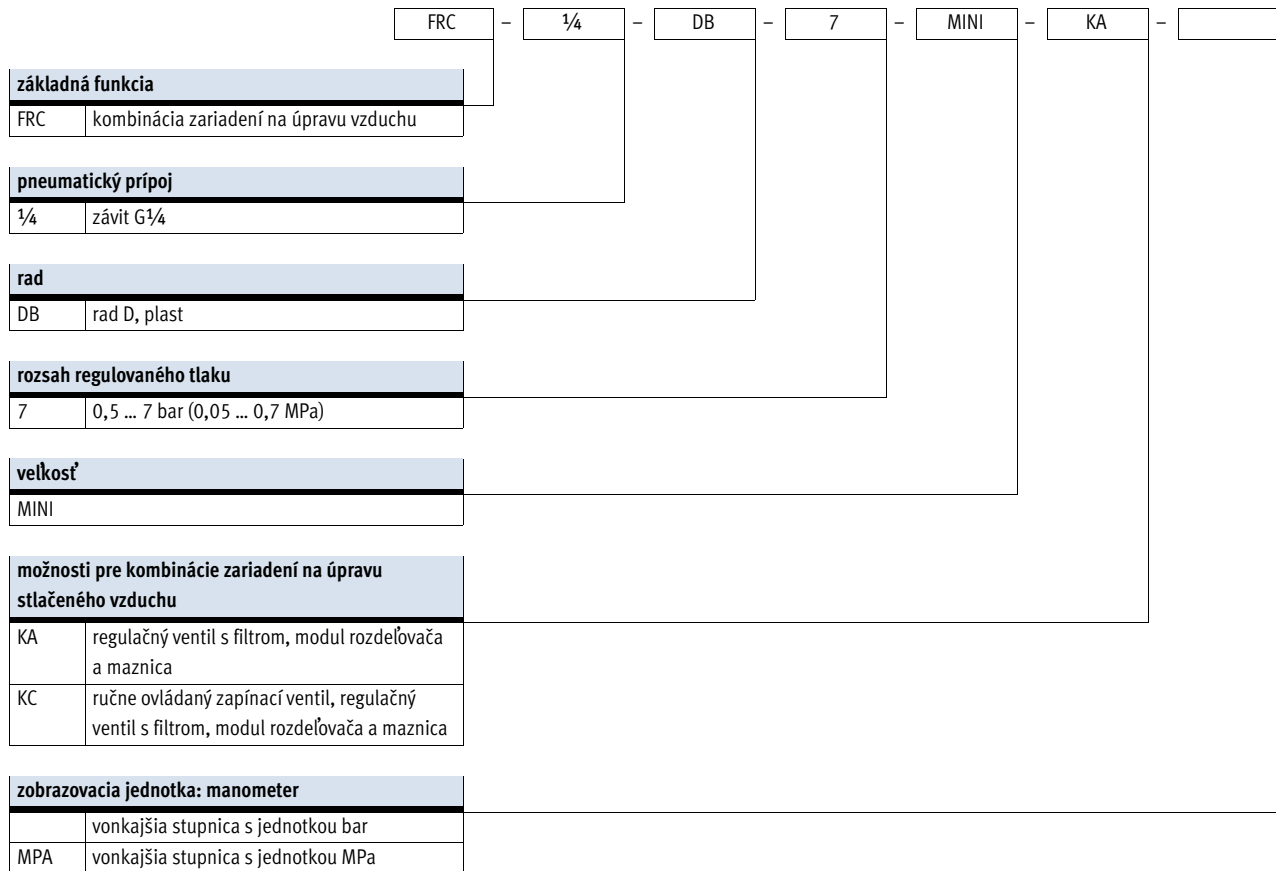 FRC – ¼ – DB – 7 – MINI – KA –
základná funkcia
FRC kombinácia zariadení na úpravu vzduchu
pneumatický prípoj
¼ závit G¼
rad
DB rad D, plast
rozsah regulovaného tlaku
7 0,5 … 7 bar (0,05 … 0,7 MPa)
veľkosť
MINI
možnosti pre kombinácie zariadení na úpravu
stlačeného vzduchu
KA regulačný ventil s filtrom, modul rozdeľovača
a maznica
KC ručne ovládaný zapínací ventil, regulačný
ventil s filtrom, modul rozdeľovača a maznica
zobrazovacia jednotka: manometer
vonkajšia stupnica s jednotkou bar
MPA vonkajšia stupnica s jednotkou MPa